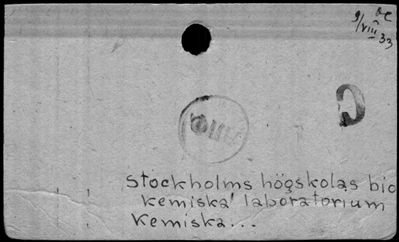 9/VIII 33
C
Stockholms högskolas bio
kemiska laboratorium
Kemiska...